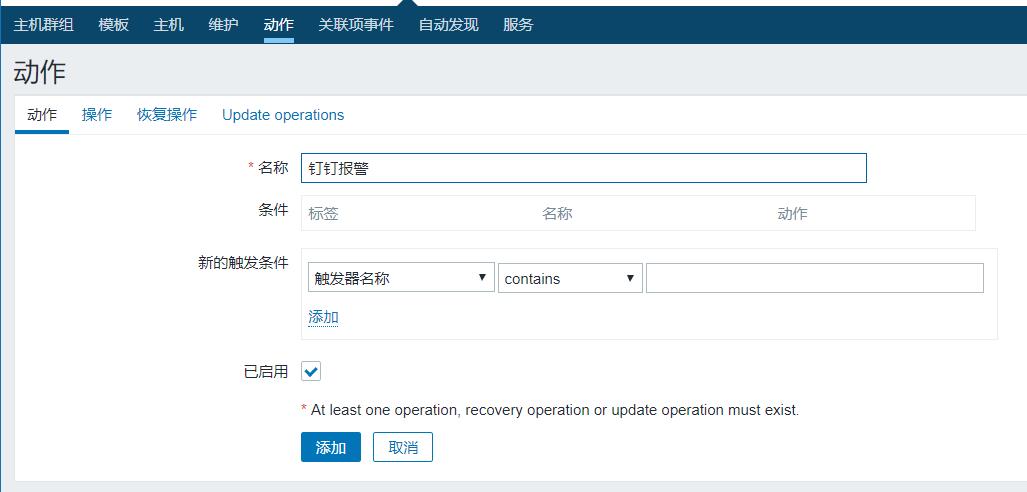 主机群组 模板 主机 维护 动作 关联项事件 自动发现 服务
动作
动作 操作 恢复操作 Update operations
* 名称 钉钉报警
条件 标签 名称 动作
新的触发条件 触发器名称 contains
添加
已启用
* At least one operation, recovery operation or update operation must exist.
添加 取消